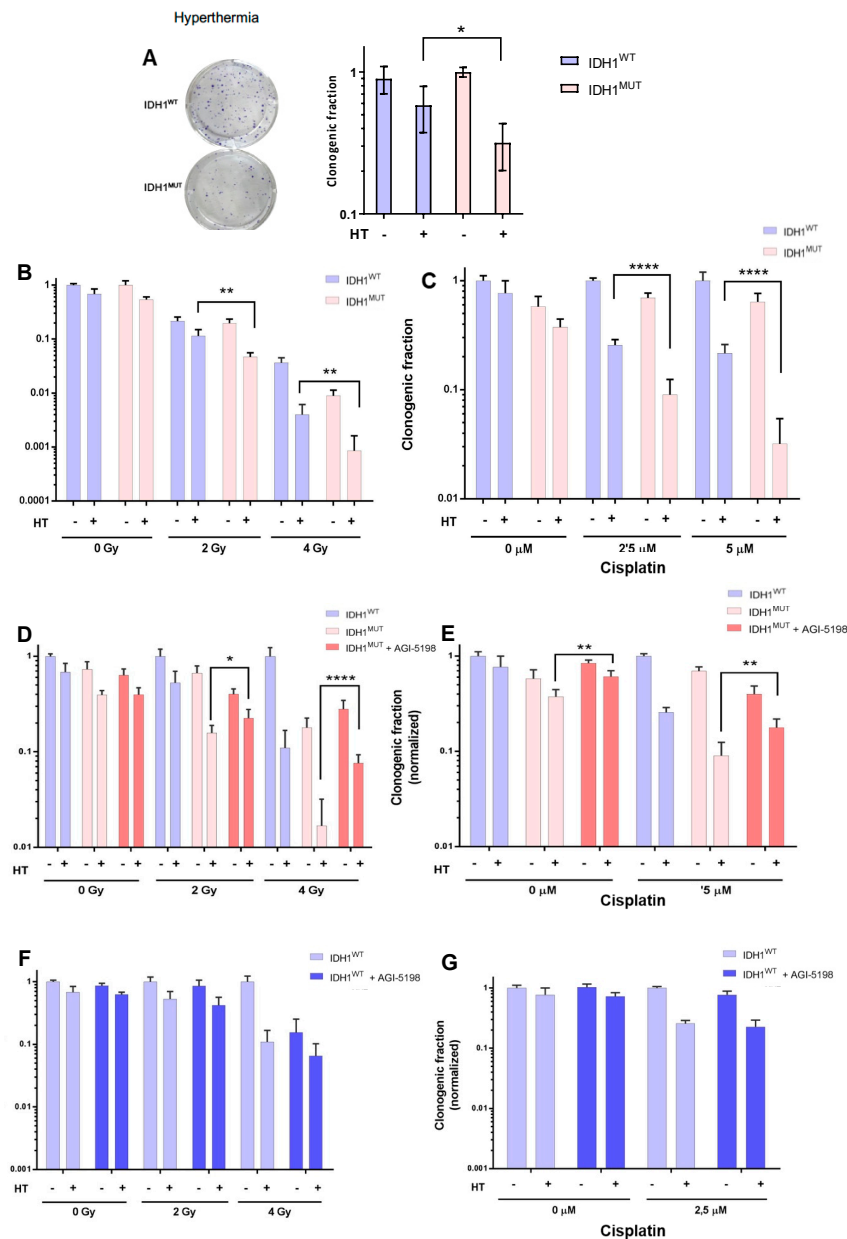 Hyperthermia
A
IDH1WT
IDH1MUT
Clonogenic fraction
1
0.1
*
HT - + - +
IDH1WT
IDH1MUT
B
1
0.1
0.01
0.001
0.0001
**
**
IDH1WT
IDH1MUT
HT - + - + - + - + - + - +
0 Gy 2 Gy 4 Gy
C
Clonogenic fraction
1
0.1
0.01
****
****
IDH1WT
IDH1MUT
HT - + - + - + - + - + - +
0 µM 2'5 µM 5 µM
Cisplatin
D
1
0.1
0.01
*
****
IDH1WT
IDH1MUT
IDH1MUT + AGI-5198
HT - + - + - + - + - + - + - + - + - +
0 Gy 2 Gy 4 Gy
E
Clonogenic fraction
(normalized)
1
0.1
0.01
**
**
IDH1WT
IDH1MUT
IDH1MUT + AGI-5198
HT - + - + - + - + - + - +
0 µM '5 µM
Cisplatin
F
1
0.1
0.01
0.001
IDH1WT
IDH1WT + AGI-5198
HT - + - + - + - + - + - +
0 Gy 2 Gy 4 Gy
G
Clonogenic fraction
(normalized)
1
0.1
0.01
0.001
IDH1WT
IDH1WT + AGI-5198
HT - + - + - + - +
0 µM 2,5 µM
Cisplatin